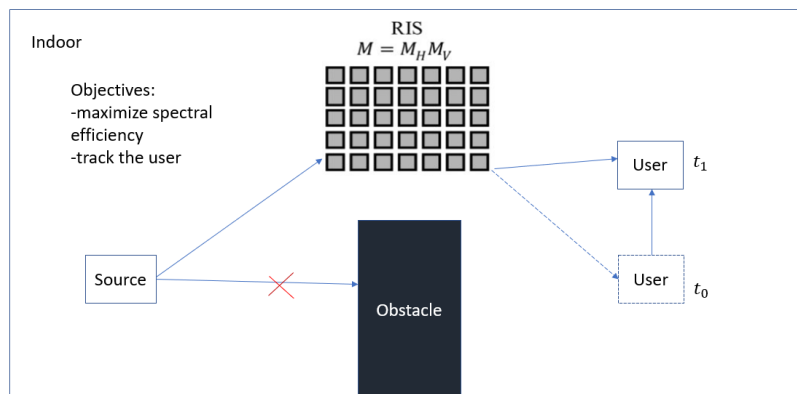 Indoor
RIS
M = M_H M_V
Objectives:
-maximize spectral
efficiency
-track the user
User
t_1
Source
User
t_0
Obstacle